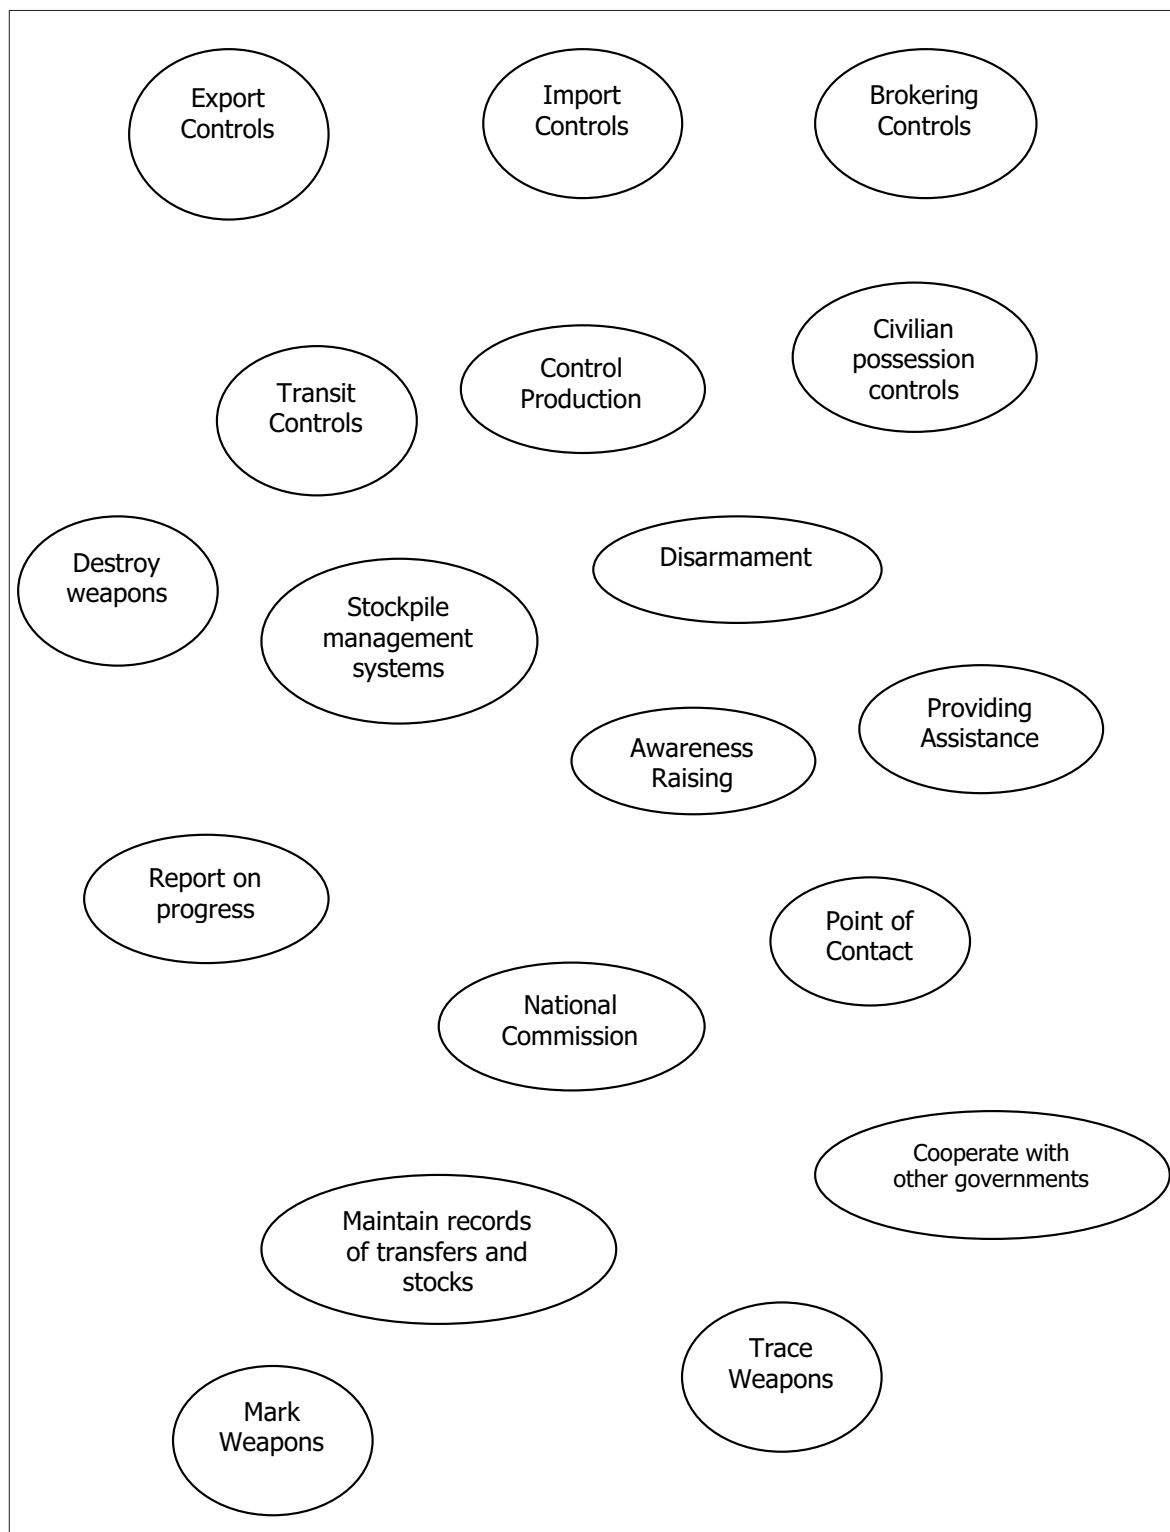 Export
Controls
Import
Controls
Brokering
Controls
Transit
Controls
Control
Production
Civilian
possession
controls
Destroy
weapons
Stockpile
management
systems
Disarmament
Awareness
Raising
Providing
Assistance
Report on
progress
Point of
Contact
National
Commission
Cooperate with
other governments
Maintain records
of transfers and
stocks
Trace
Weapons
Mark
Weapons